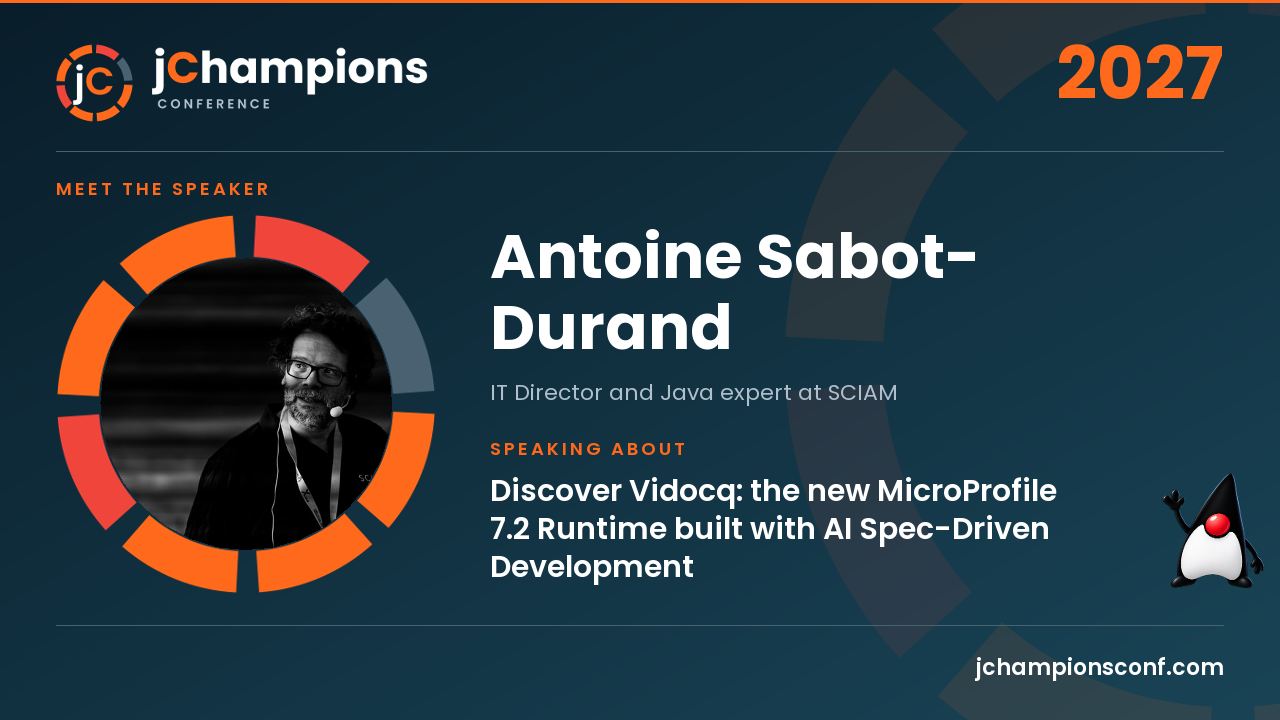 jC jChampions
CONFERENCE
2027
MEET THE SPEAKER
Antoine Sabot-
Durand
IT Director and Java expert at SCIAM
SPEAKING ABOUT
Discover Vidocq: the new MicroProfile
7.2 Runtime built with AI Spec-Driven
Development
jchampionsconf.com